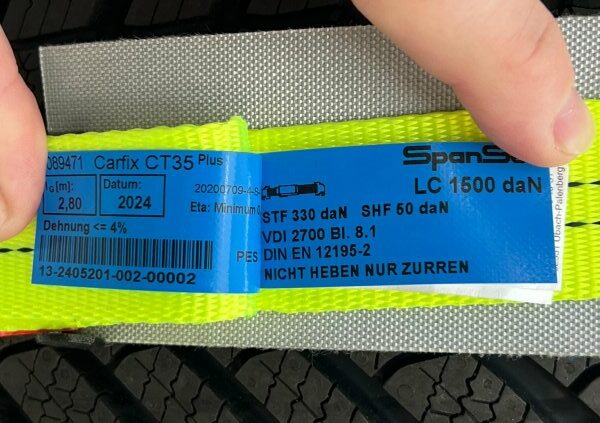 089471 Carfix CT35 Plus
[m]:
2,80
Datum:
2024
Dehnung <= 4%
13-2405201-002-00002
20200709-4-S
Eta: Minimum
PES
SpanS
LC 1500 daN
STF 330 daN SHF 50 daN
VDI 2700 Bl. 8.1
DIN EN 12195-2
NICHT HEBEN NUR ZURREN
Übach-Palenberg